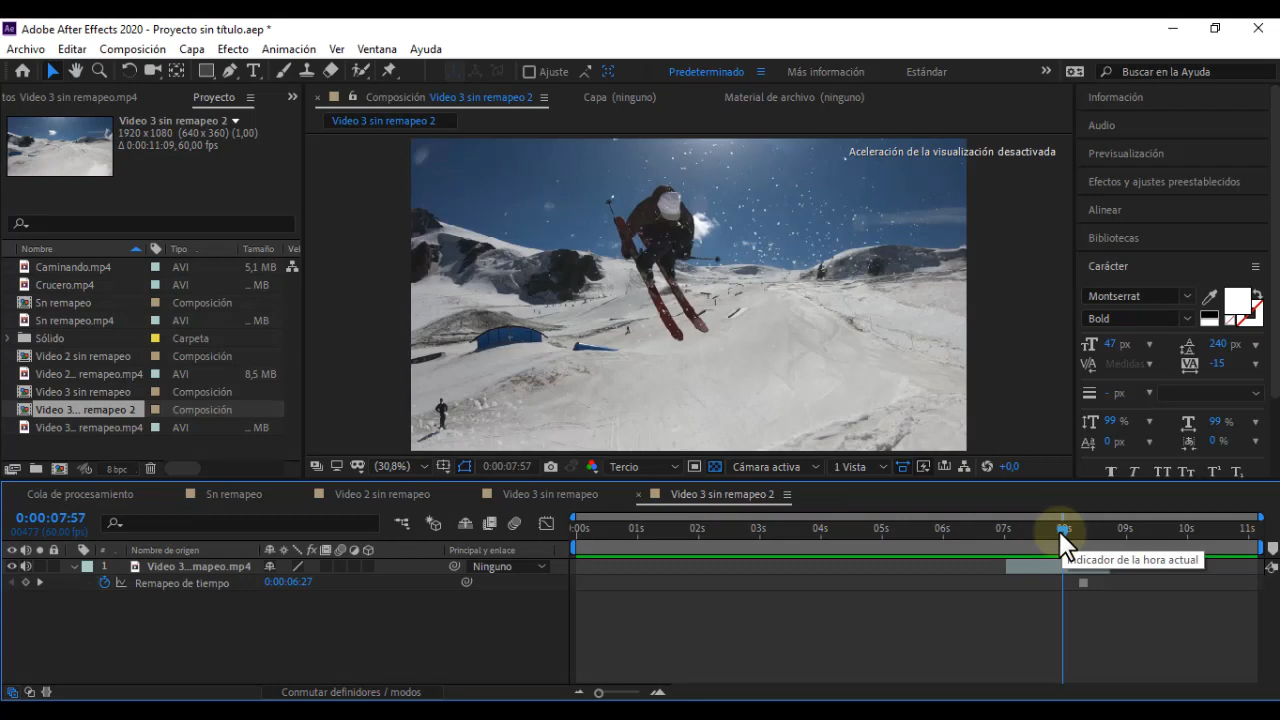 Adobe After Effects 2020 - Proyecto sin título.aep *
Archivo Editar Composición Capa Efecto Animación Ver Ventana Ayuda
Ajuste Predeterminado Más información Estándar Buscar en la Ayuda
tos Video 3 sin remapeo.mp4 Proyecto
Composición Video 3 sin remapeo 2 Capa (ninguno) Material de archivo (ninguno)
Video 3 sin remapeo 2
Video 3 sin remapeo 2
1920 x 1080 (640 x 360) (1,00)
Δ 0:00:11:09, 60,00 fps
Aceleración de la visualización desactivada
Nombre Tipo Tamaño Vel
Caminando.mp4 AVI 5,1 MB
Crucero.mp4 AVI ... MB
Sn remapeo Composición
Sn remapeo.mp4 AVI ... MB
Sólido Carpeta
Video 2 sin remapeo Composición
Video 2... remapeo.mp4 AVI 8,5 MB
Video 3 sin remapeo Composición
Video 3... remapeo 2 Composición
Video 3... remapeo.mp4 AVI ... MB
8 bpc
(30,8%) 0:00:07:57 Tercio Cámara activa 1 Vista +0,0
Información
Audio
Previsualización
Efectos y ajustes preestablecidos
Alinear
Bibliotecas
Carácter
Montserrat
Bold
47 px 240 px
Medidas -15
- px
99 % 99 %
0 px 0 %
T T TT Tт T¹ T₁
Cola de procesamiento Sn remapeo Video 2 sin remapeo Video 3 sin remapeo Video 3 sin remapeo 2
0:00:07:57
00477 (60,00 fps)
:00s 01s 02s 03s 04s 05s 06s 07s 08s 09s 10s 11s
Nombre de origen fx Principal y enlace
1 Video 3...mapeo.mp4 Ninguno
Remapeo de tiempo 0:00:06:27
Indicador de la hora actual
Conmutar definidores / modos